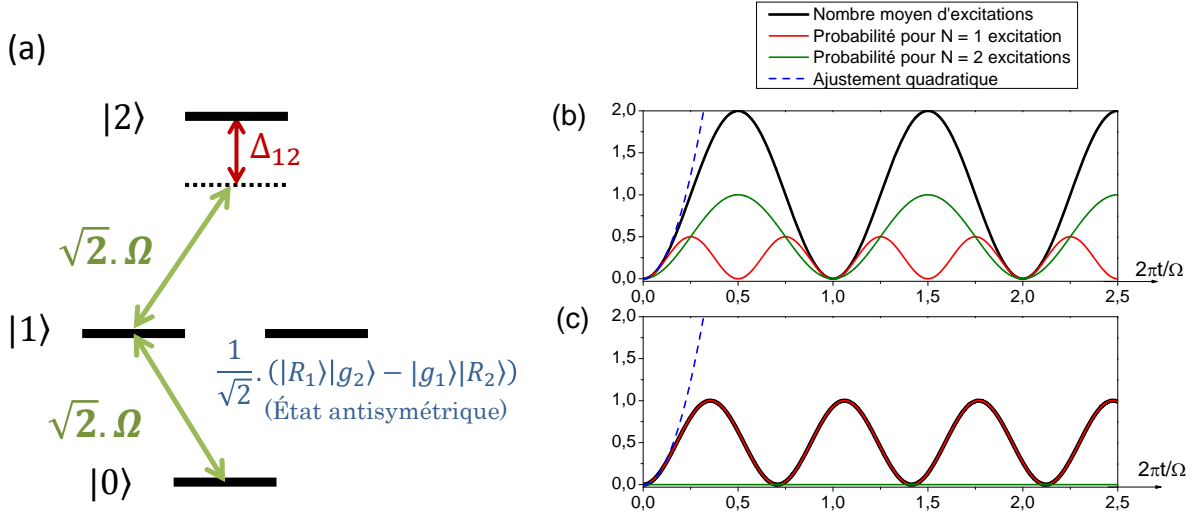 (a)
|2⟩
Δ₁₂
√2. Ω
|1⟩
1/√2 . (|R₁⟩|g₂⟩ − |g₁⟩|R₂⟩)
(État antisymétrique)
√2. Ω
|0⟩
Nombre moyen d'excitations
Probabilité pour N = 1 excitation
Probabilité pour N = 2 excitations
Ajustement quadratique
(b)
2,0
1,5
1,0
0,5
0,0
0,0 0,5 1,0 1,5 2,0 2,5
2πt/Ω
(c)
2,0
1,5
1,0
0,5
0,0
0,0 0,5 1,0 1,5 2,0 2,5
2πt/Ω